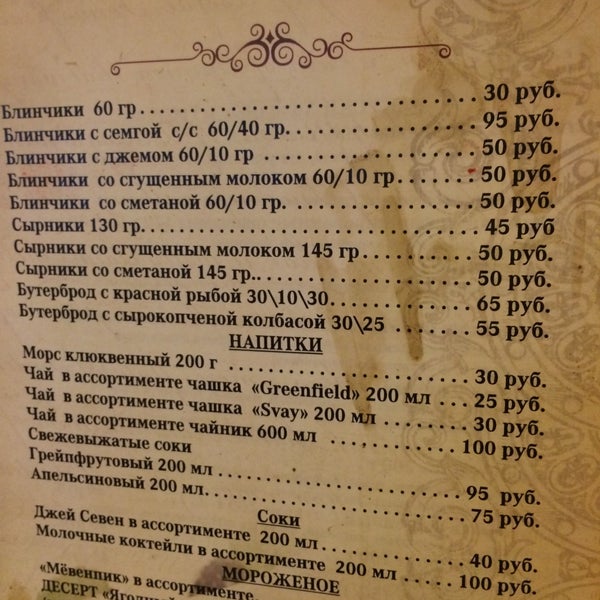 Блинчики 60 гр 30 руб.
Блинчики с семгой с/с 60/40 гр. 95 руб.
Блинчики с джемом 60/10 гр 50 руб.
Блинчики со сгущенным молоком 60/10 гр 50 руб.
Блинчики со сметаной 60/10 гр. 50 руб.
Сырники 130 гр. 45 руб
Сырники со сгущенным молоком 145 гр 50 руб.
Сырники со сметаной 145 гр. 50 руб.
Бутерброд с красной рыбой 30\10\30 65 руб.
Бутерброд с сырокопченой колбасой 30\25 55 руб.
НАПИТКИ
Морс клюквенный 200 г 30 руб.
Чай в ассортименте чашка «Greenfield» 200 мл 25 руб.
Чай в ассортименте чашка «Svay» 200 мл 30 руб.
Чай в ассортименте чайник 600 мл 100 руб.
Свежевыжатые соки
Грейпфрутовый 200 мл 95 руб.
Апельсиновый 200 мл. 75 руб.
Соки
Джей Севен в ассортименте 200 мл 40 руб.
Молочные коктейли в ассортименте 200 мл 100 руб.
МОРОЖЕНОЕ
«Мёвенпик» в ассортименте
ДЕСЕРТ